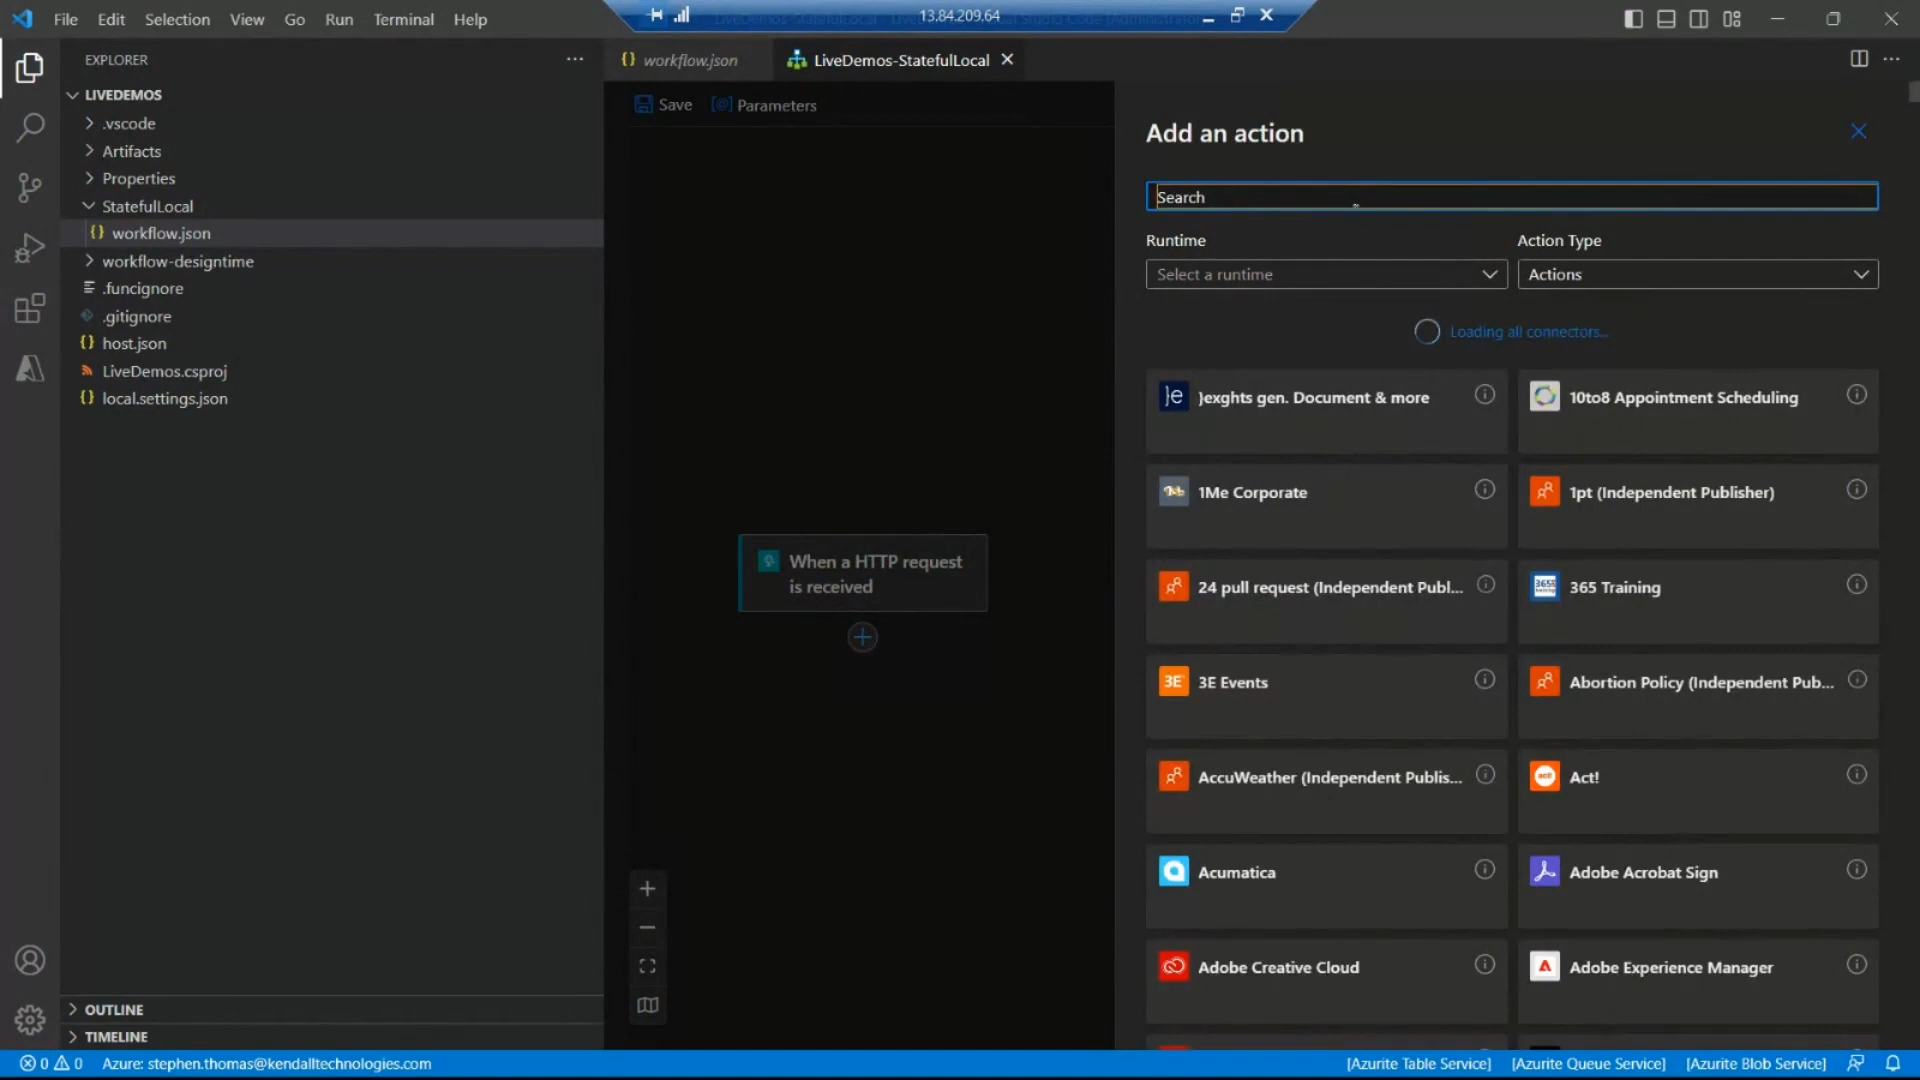 File Edit Selection View Go Run Terminal Help
13.84.209.64
EXPLORER
LIVEDEMOS
.vscode
Artifacts
Properties
StatefulLocal
{} workflow.json
workflow-designtime
.funcignore
.gitignore
{} host.json
LiveDemos.csproj
{} local.settings.json
OUTLINE
TIMELINE
{} workflow.json
LiveDemos-StatefulLocal
Save
[@] Parameters
When a HTTP request
is received
Add an action
Search
Runtime
Action Type
Select a runtime
Actions
Loading all connectors...
}exghts gen. Document & more
10to8 Appointment Scheduling
1Me Corporate
1pt (Independent Publisher)
24 pull request (Independent Publ...
365 Training
3E Events
Abortion Policy (Independent Pub...
AccuWeather (Independent Publis...
Act!
Acumatica
Adobe Acrobat Sign
Adobe Creative Cloud
Adobe Experience Manager
0 0 Azure: stephen.thomas@kendalltechnologies.com
[Azurite Table Service] [Azurite Queue Service] [Azurite Blob Service]